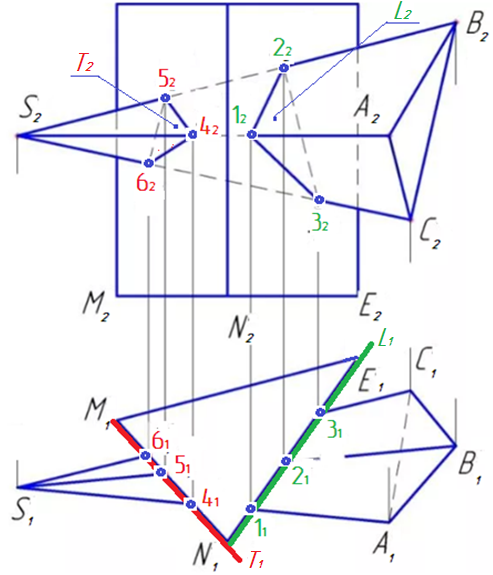 L₂
B₂
T₂
2₂
5₂
S₂
1₂
A₂
4₂
6₂
3₂
C₂
M₂
N₂
E₂
L₁
E₁
C₁
M₁
3₁
6₁
5₁
2₁
B₁
S₁
4₁
1₁
A₁
N₁
T₁